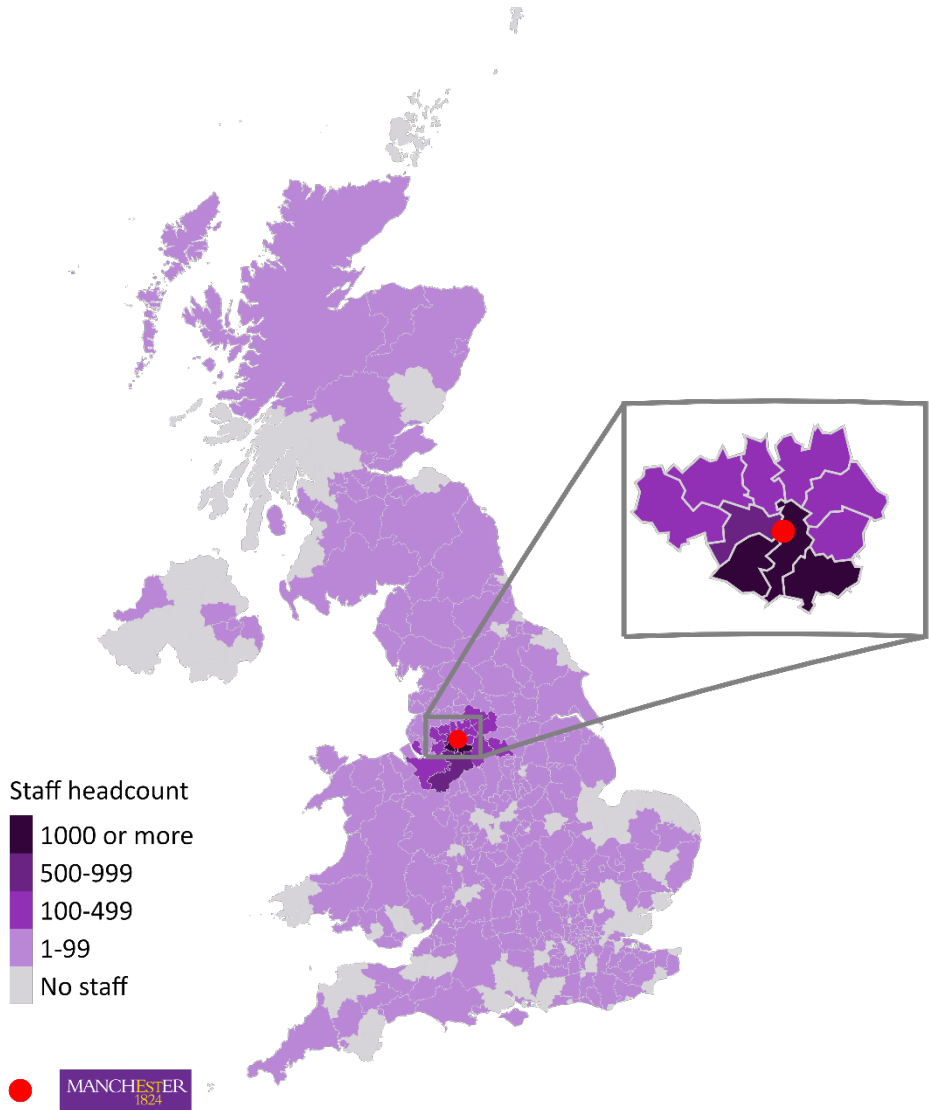 Staff headcount
1000 or more
500-999
100-499
1-99
No staff
MANCHESTER
1824